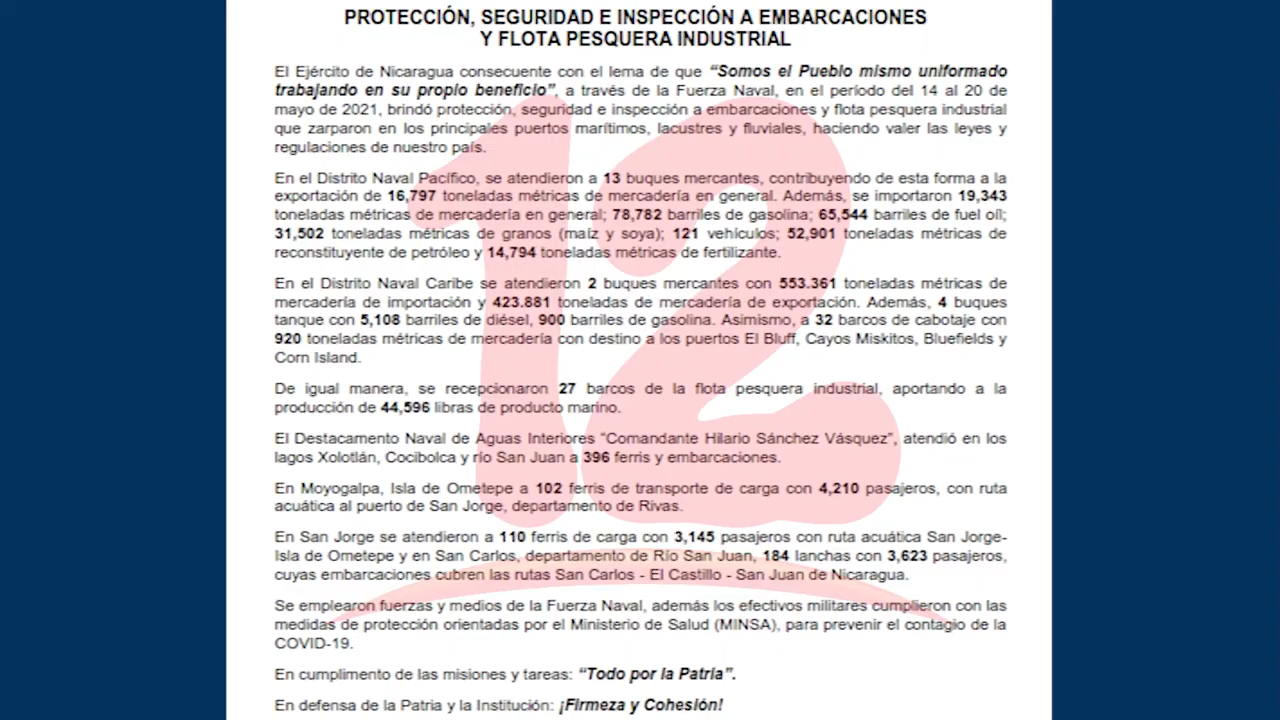 PROTECCIÓN, SEGURIDAD E INSPECCIÓN A EMBARCACIONES
Y FLOTA PESQUERA INDUSTRIAL
El Ejército de Nicaragua consecuente con el lema de que “Somos el Pueblo mismo uniformado
trabajando en su propio beneficio”, a través de la Fuerza Naval, en el período del 14 al 20 de
mayo de 2021, brindó protección, seguridad e inspección a embarcaciones y flota pesquera industrial
que zarparon en los principales puertos marítimos, lacustres y fluviales, haciendo valer las leyes y
regulaciones de nuestro país.
En el Distrito Naval Pacífico, se atendieron a 13 buques mercantes, contribuyendo de esta forma a la
exportación de 16,797 toneladas métricas de mercadería en general. Además, se importaron 19,343
toneladas métricas de mercadería en general; 78,782 barriles de gasolina; 65,544 barriles de fuel oíl;
31,502 toneladas métricas de granos (maíz y soya); 121 vehículos; 52,901 toneladas métricas de
reconstituyente de petróleo y 14,794 toneladas métricas de fertilizante.
En el Distrito Naval Caribe se atendieron 2 buques mercantes con 553.361 toneladas métricas de
mercadería de importación y 423.881 toneladas de mercadería de exportación. Además, 4 buques
tanque con 5,108 barriles de diésel, 900 barriles de gasolina. Asimismo, a 32 barcos de cabotaje con
920 toneladas métricas de mercadería con destino a los puertos El Bluff, Cayos Miskitos, Bluefields y
Corn Island.
De igual manera, se recepcionaron 27 barcos de la flota pesquera industrial, aportando a la
producción de 44,596 libras de producto marino.
El Destacamento Naval de Aguas Interiores “Comandante Hilario Sánchez Vásquez”, atendió en los
lagos Xolotlán, Cocibolca y río San Juan a 396 ferris y embarcaciones.
En Moyogalpa, Isla de Ometepe a 102 ferris de transporte de carga con 4,210 pasajeros, con ruta
acuática al puerto de San Jorge, departamento de Rivas.
En San Jorge se atendieron a 110 ferris de carga con 3,145 pasajeros con ruta acuática San Jorge-
Isla de Ometepe y en San Carlos, departamento de Río San Juan, 184 lanchas con 3,623 pasajeros,
cuyas embarcaciones cubren las rutas San Carlos - El Castillo - San Juan de Nicaragua.
Se emplearon fuerzas y medios de la Fuerza Naval, además los efectivos militares cumplieron con las
medidas de protección orientadas por el Ministerio de Salud (MINSA), para prevenir el contagio de la
COVID-19.
En cumplimento de las misiones y tareas: “Todo por la Patria”.
En defensa de la Patria y la Institución: ¡Firmeza y Cohesión!
12